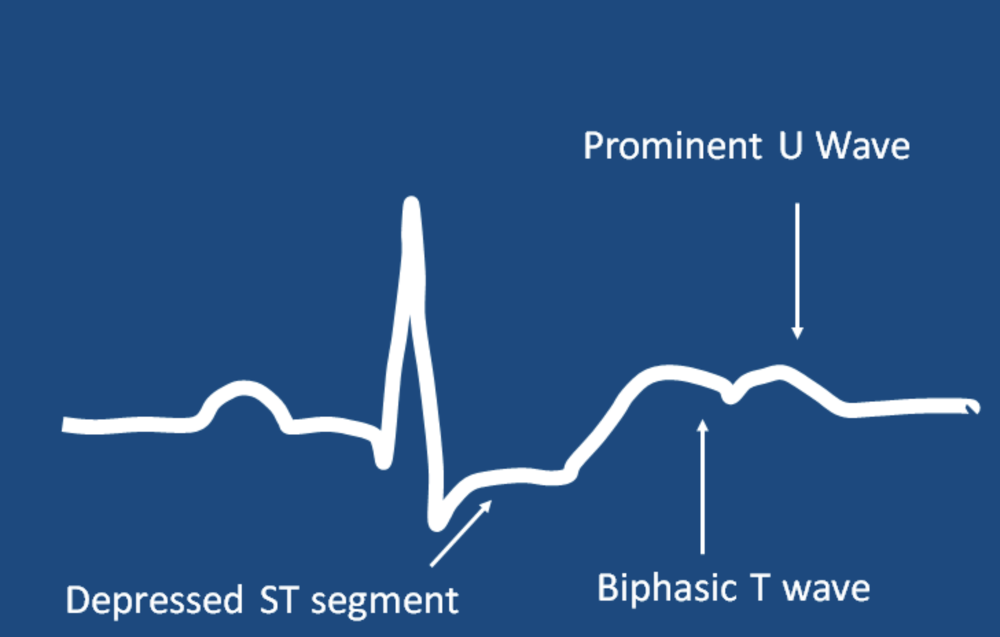 Prominent U Wave
Depressed ST segment
Biphasic T wave